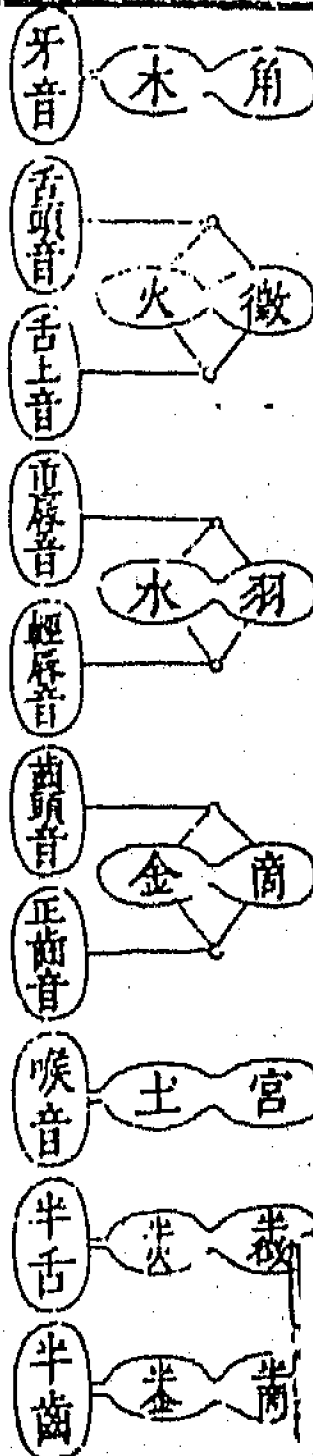 牙音 木 角
舌頭音
火 徵
舌上音
重唇音
水 羽
輕唇音
齒頭音
金 商
正齒音
喉音 土 宮
半舌 半火 半徵
半齒 半金 半商